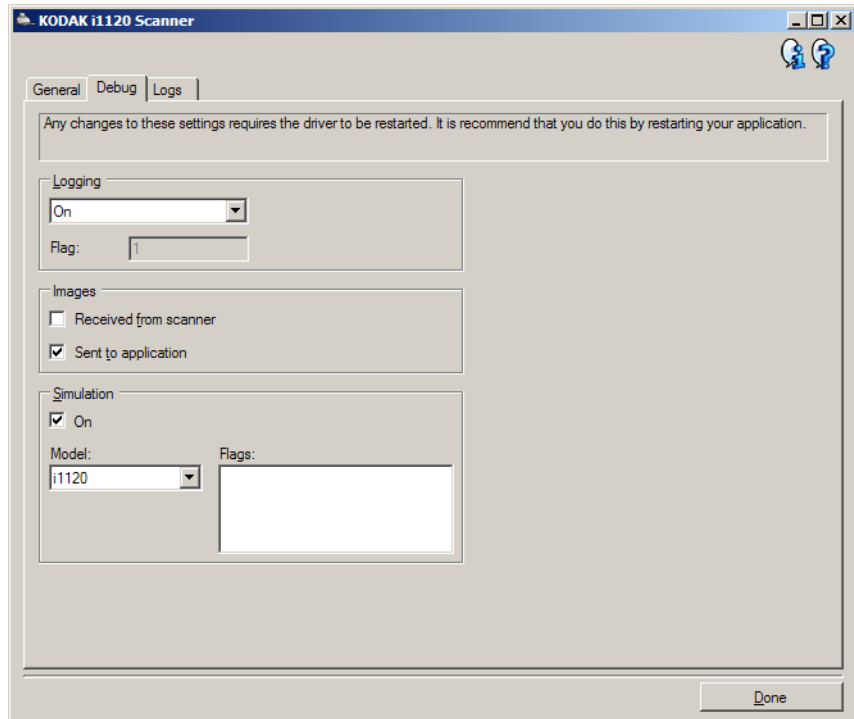 KODAK i1120 Scanner
General Debug Logs
Any changes to these settings requires the driver to be restarted. It is recommend that you do this by restarting your application.
Logging
On
Flag: 1
Images
Received from scanner
Sent to application
Simulation
On
Model: Flags:
i1120
Done